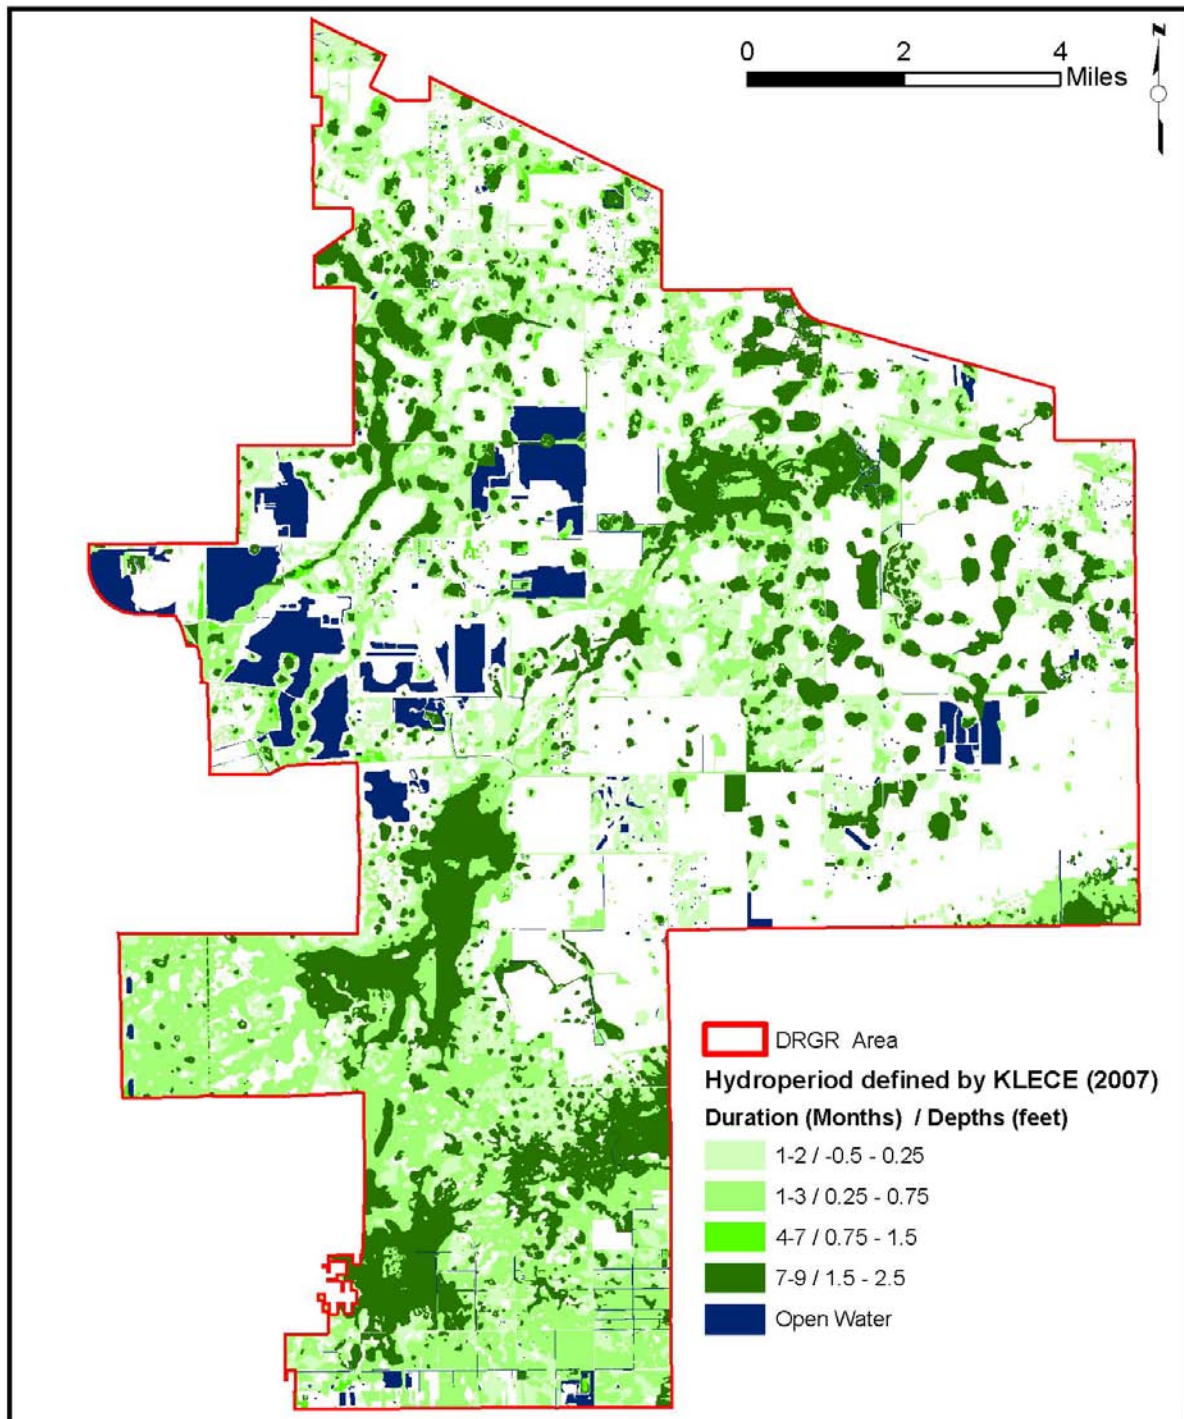 0 2 4
Miles
N
DRGR Area
Hydroperiod defined by KLECE (2007)
Duration (Months) / Depths (feet)
1-2 / -0.5 - 0.25
1-3 / 0.25 - 0.75
4-7 / 0.75 - 1.5
7-9 / 1.5 - 2.5
Open Water